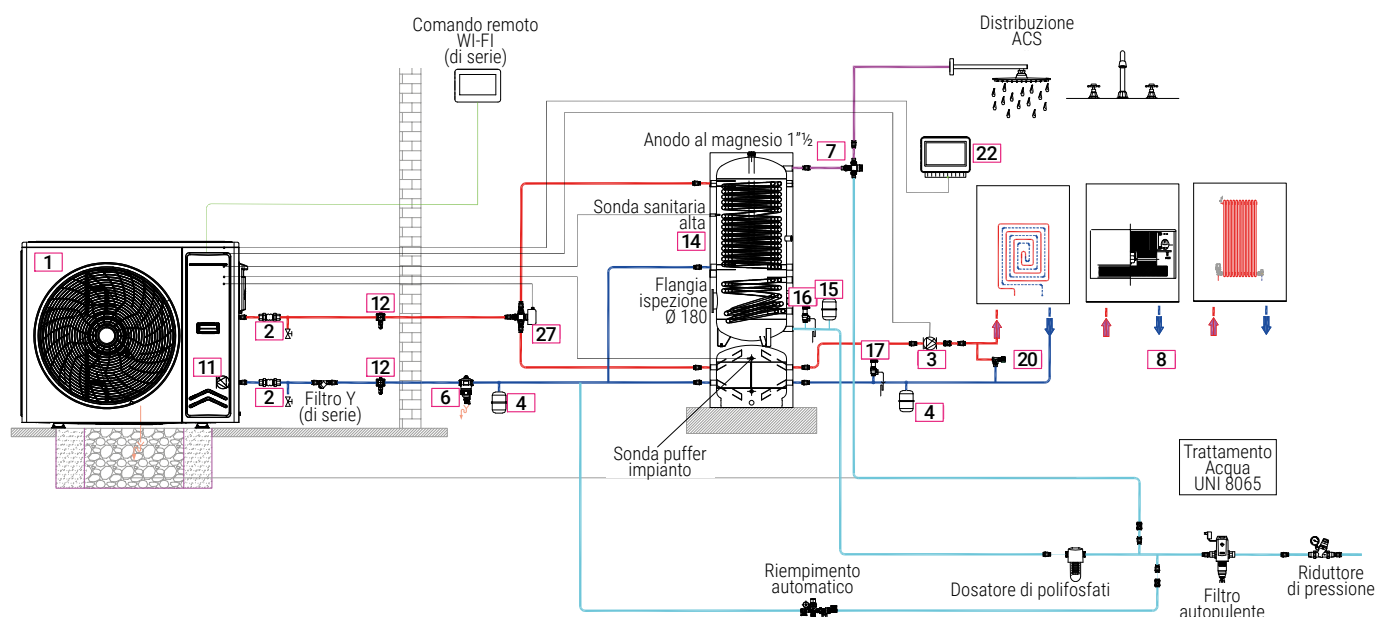 Comando remoto
WI-FI
(di serie)
Distribuzione
ACS
Anodo al magnesio 1"½
7
22
Sonda sanitaria
alta
14
1
Flangia
ispezione
Ø 180
16
15
12
2
27
17
3
20
8
11
12
2
Filtro Y
(di serie)
6
4
4
Sonda puffer
impianto
Trattamento
Acqua
UNI 8065
Riempimento
automatico
Dosatore di polifosfati
Filtro
autopulente
Riduttore
di pressione